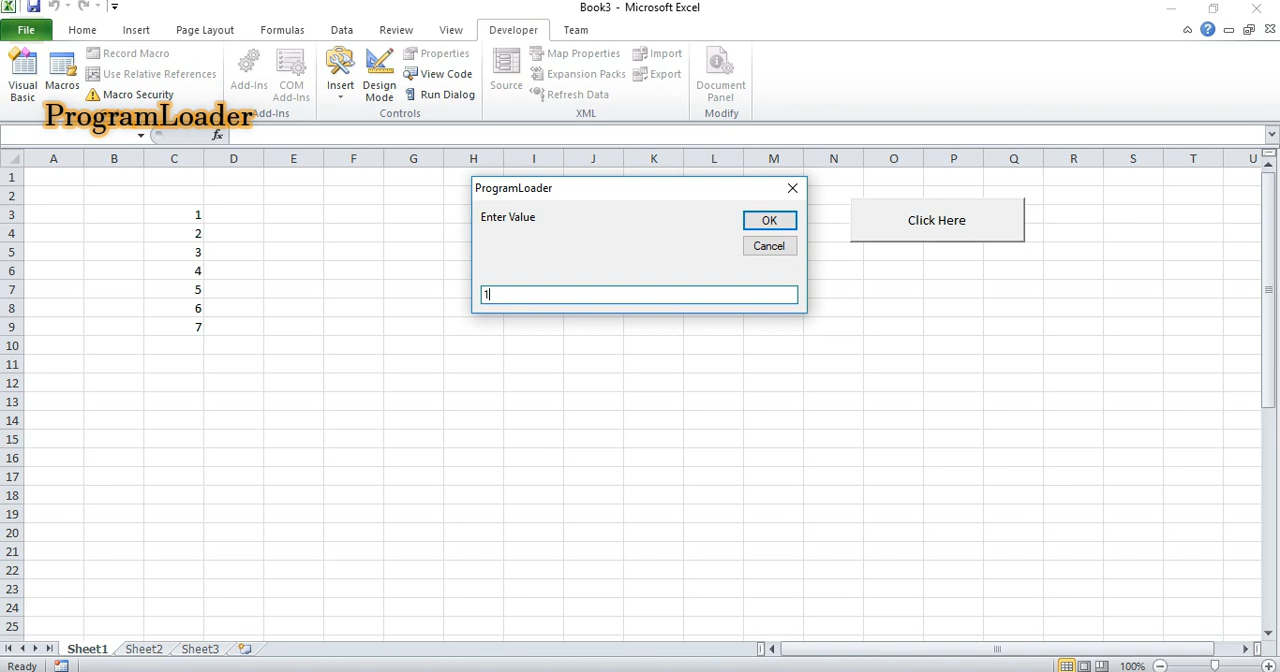 Book3 - Microsoft Excel
File Home Insert Page Layout Formulas Data Review View Developer Team
Visual Basic
Macros
Record Macro
Use Relative References
Macro Security
Add-Ins
COM Add-Ins
Add-Ins
Insert
Design Mode
Properties
View Code
Run Dialog
Controls
Source
Map Properties
Expansion Packs
Refresh Data
Import
Export
XML
Document Panel
Modify
ProgramLoader
fx
A B C D E F G H I J K L M N O P Q R S T U
1
2
3 1
4 2
5 3
6 4
7 5
8 6
9 7
10
11
12
13
14
15
16
17
18
19
20
21
22
23
24
25
ProgramLoader
Enter Value
OK
Cancel
1
Click Here
Sheet1 Sheet2 Sheet3
Ready 100%